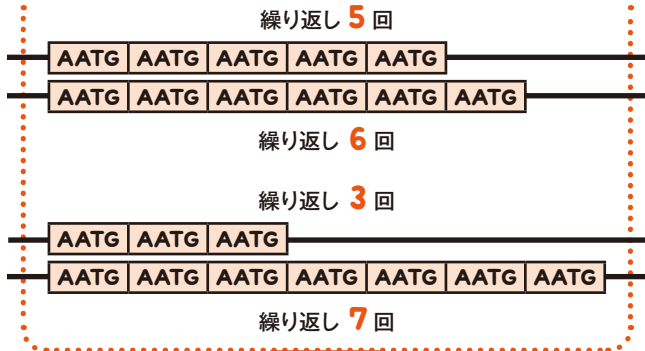 繰り返し 5 回
AATG AATG AATG AATG AATG
AATG AATG AATG AATG AATG AATG
繰り返し 6 回
繰り返し 3 回
AATG AATG AATG
AATG AATG AATG AATG AATG AATG AATG
繰り返し 7 回